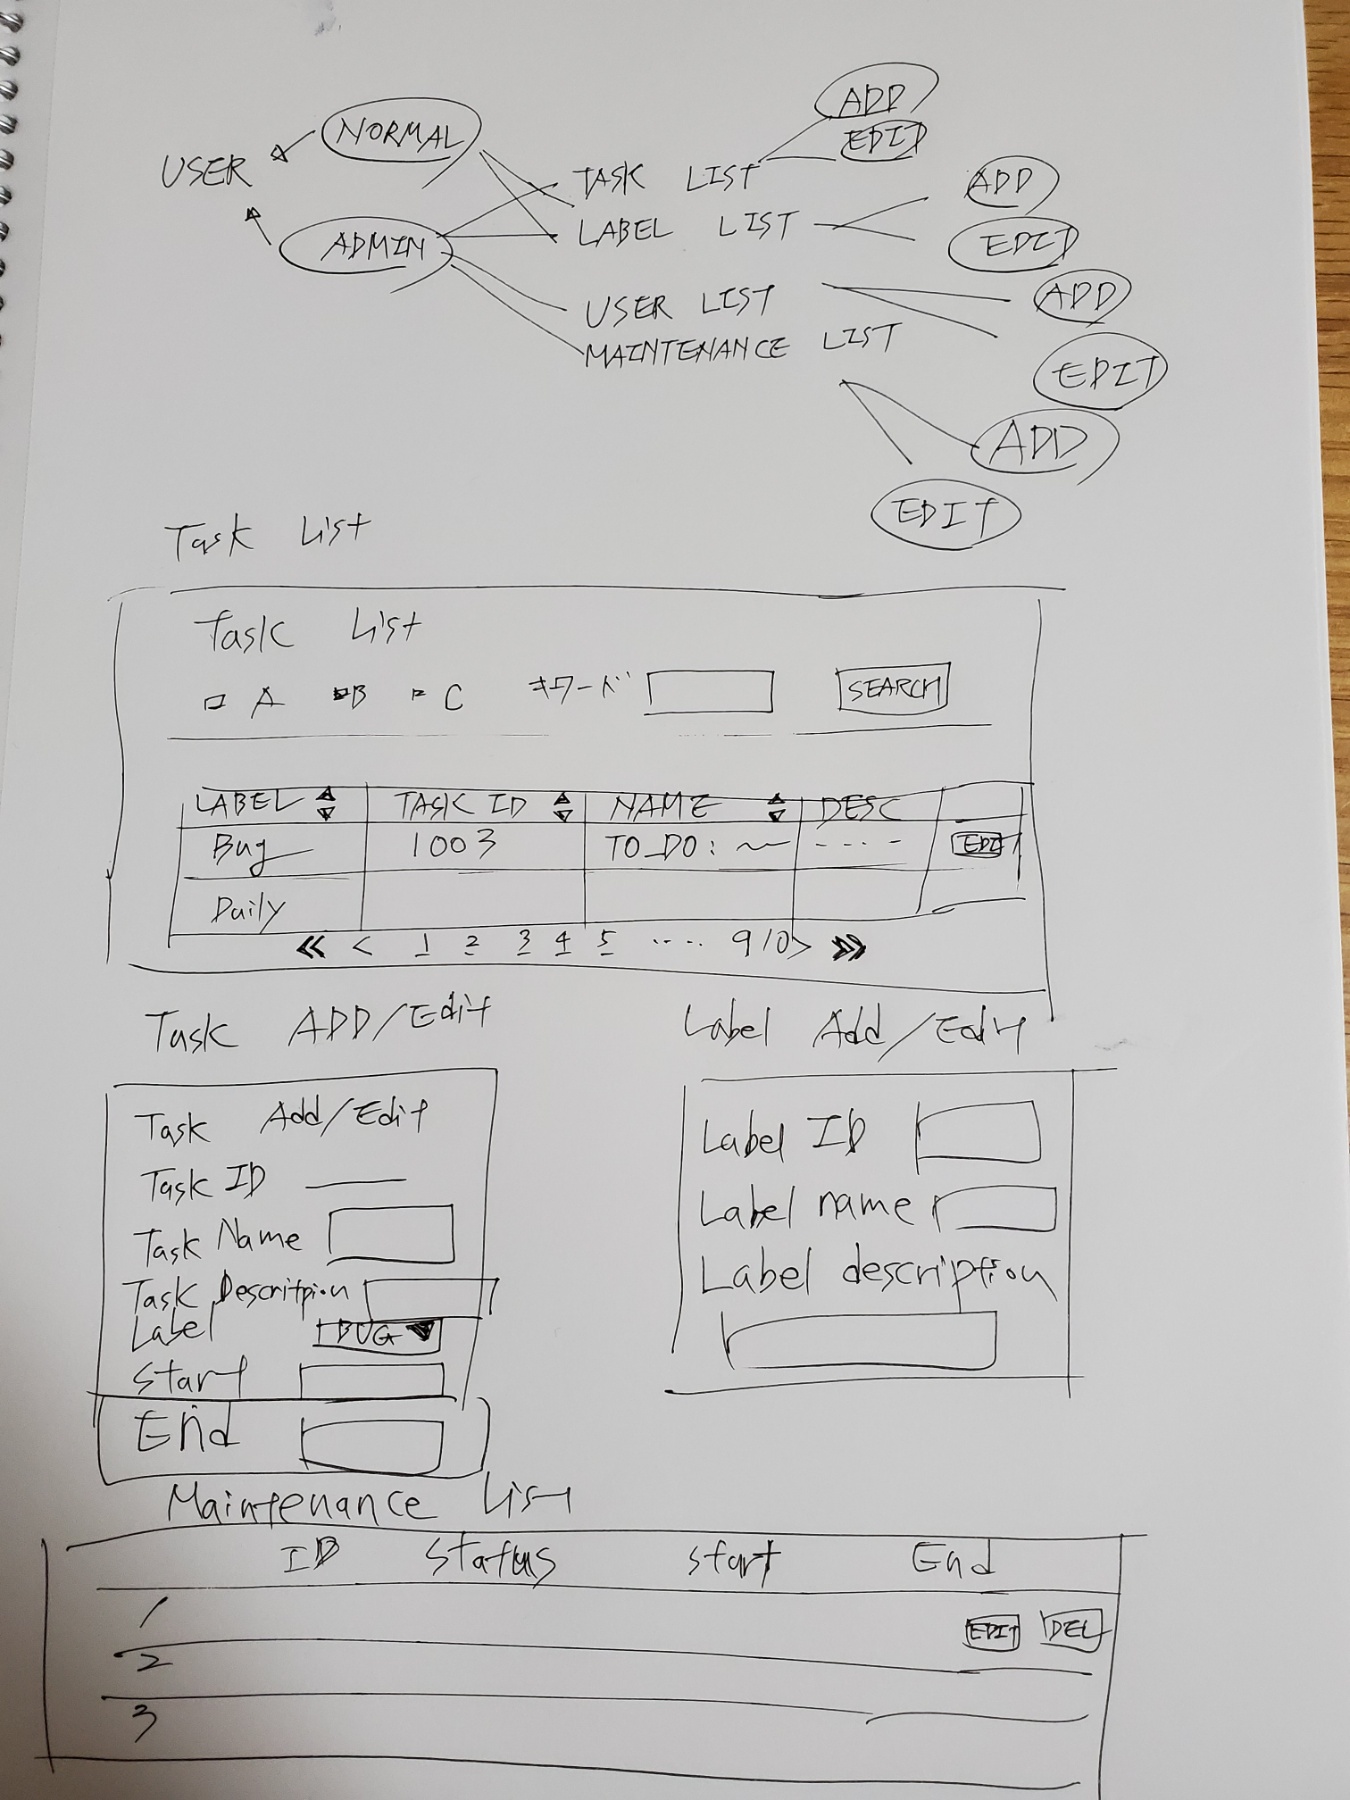 ADD
NORMAL
EDIT
USER
TASK LIST
ADD
ADMIN
LABEL LIST
EDIT
USER LIST
ADD
MAINTENANCE LIST
EDIT
ADD
EDIT
Task List
Task List
□ A □ B □ C キーワード SEARCH
LABEL ▲▼ TASK ID ▲▼ NAME ▲▼ DESC
Bug 1003 TO_DO: ~ ---- EDIT
Daily
≪ < 1 2 3 4 5 .... 9 10 > ≫
Task ADD/Edit
Label Add/Edit
Task Add/Edit
Task ID
Task Name
Task Descritpion
Label BUG ▼
Start
End
Label ID
Label name
Label description
Maintenance List
ID Status Start End
1 EDIT DEL
2
3